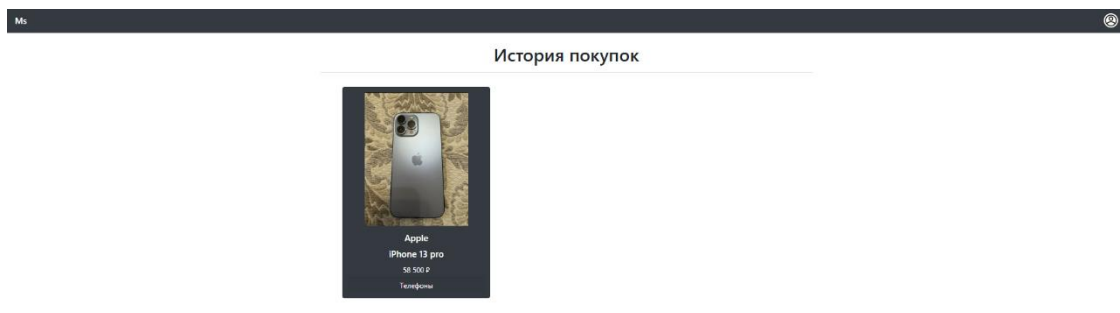 Ms
История покупок
Apple
iPhone 13 pro
58 500 ₽
Телефоны